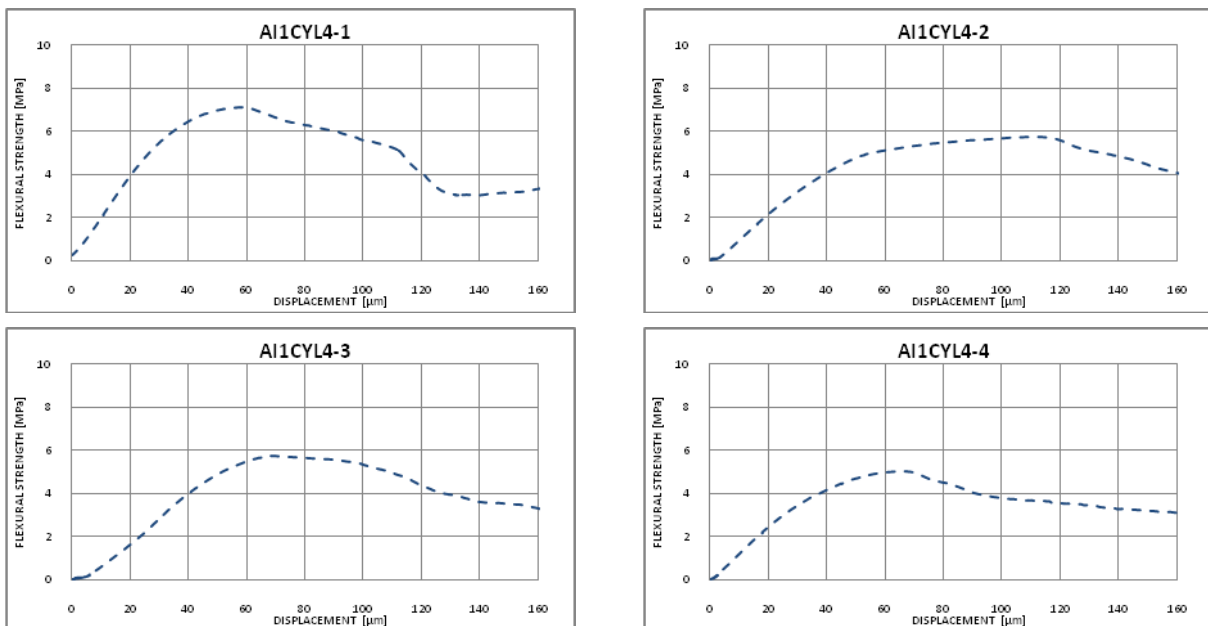 AI1CYL4-1
FLEXURAL STRENGTH [MPa]
10
8
6
4
2
0
0 20 40 60 80 100 120 140 160
DISPLACEMENT [µm]
AI1CYL4-2
FLEXURAL STRENGTH [MPa]
10
8
6
4
2
0
0 20 40 60 80 100 120 140 160
DISPLACEMENT [µm]
AI1CYL4-3
FLEXURAL STRENGTH [MPa]
10
8
6
4
2
0
0 20 40 60 80 100 120 140 160
DISPLACEMENT [µm]
AI1CYL4-4
FLEXURAL STRENGTH [MPa]
10
8
6
4
2
0
0 20 40 60 80 100 120 140 160
DISPLACEMENT [µm]